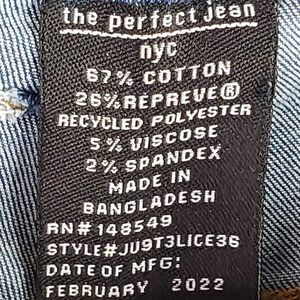 the perfect jean
nyc
67% COTTON
26% REPREVE®
RECYCLED POLYESTER
5% VISCOSE
2% SPANDEX
MADE IN
BANGLADESH
RN# 148549
STYLE#JU9T3LICE36
DATE OF MFG:
FEBRUARY 2022